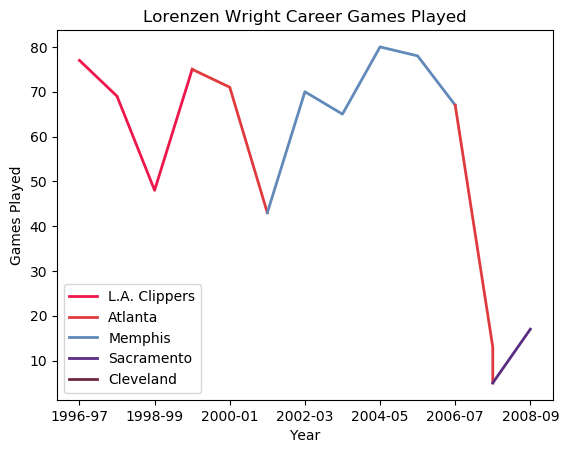 Lorenzen Wright Career Games Played
Games Played
80
70
60
50
40
30
20
10
L.A. Clippers
Atlanta
Memphis
Sacramento
Cleveland
1996-97 1998-99 2000-01 2002-03 2004-05 2006-07 2008-09
Year